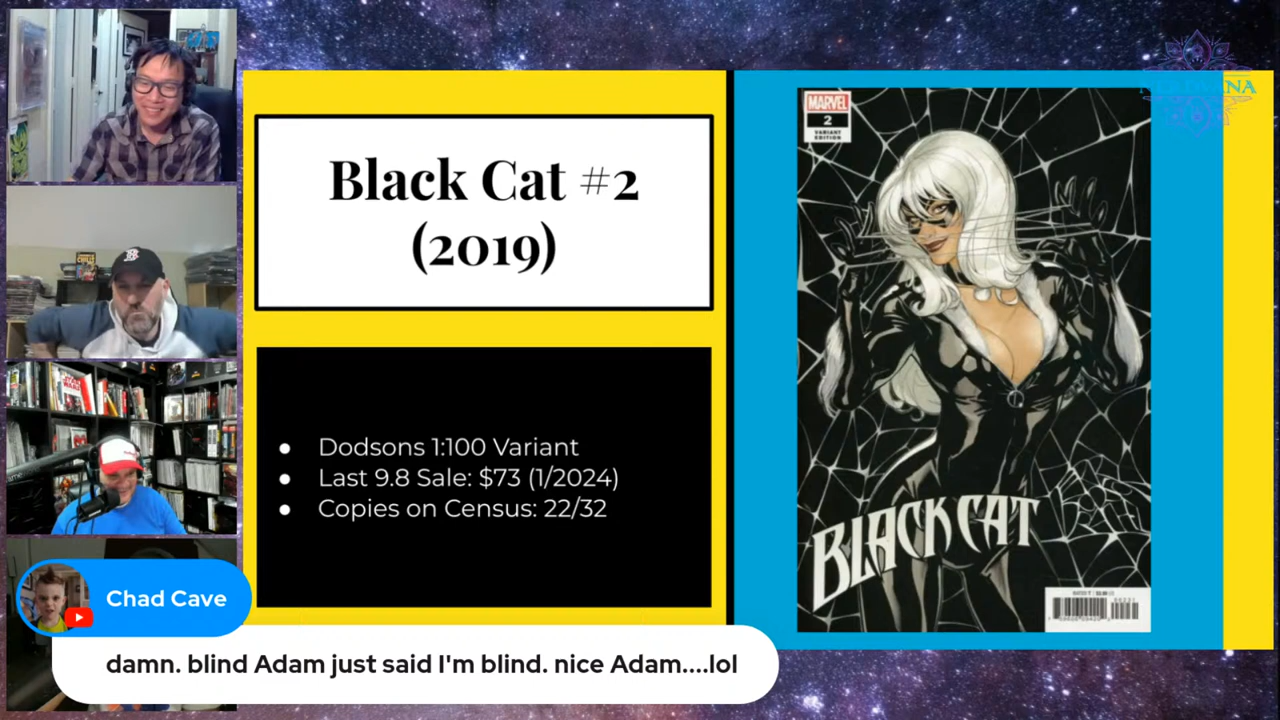 NERDVANA
Black Cat #2
(2019)
● Dodsons 1:100 Variant
● Last 9.8 Sale: $73 (1/2024)
● Copies on Census: 22/32
MARVEL
2
VARIANT
EDITION
BLACK CAT
Chad Cave
damn. blind Adam just said I'm blind. nice Adam....lol